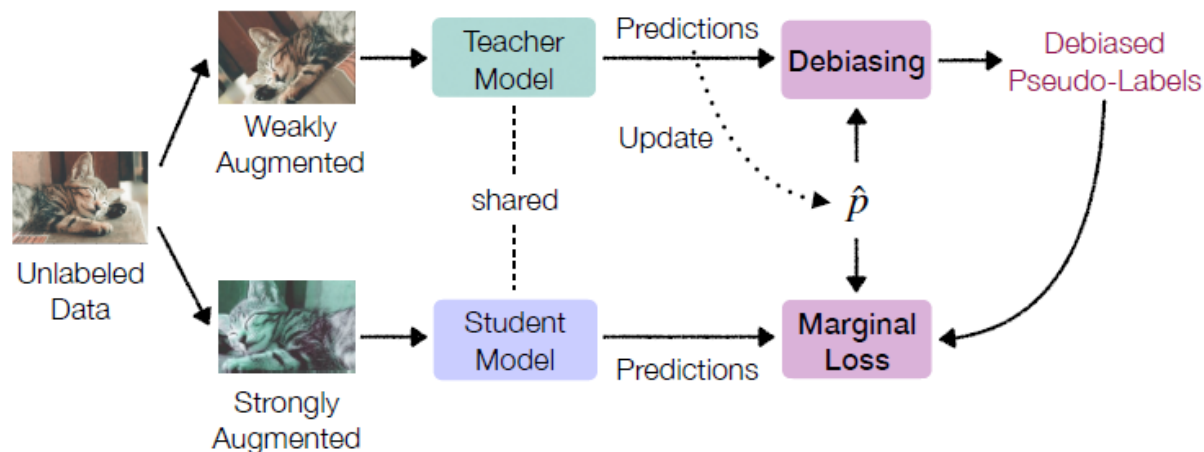 Unlabeled
Data
Weakly
Augmented
Strongly
Augmented
Teacher
Model
shared
Student
Model
Predictions
Update
Predictions
Debiasing
p̂
Marginal
Loss
Debiased
Pseudo-Labels